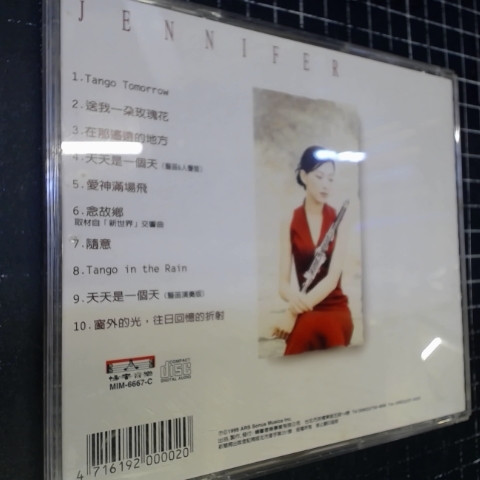 JENNIFER
1.Tango Tomorrow
2.送我一朵玫瑰花
3.在那遙遠的地方
4.天天是一個天
5.愛神滿場飛
6.念故鄉
取材自「新世界」交響曲
7.隨意
8.Tango in the Rain
9.天天是一個天
10.窗外的光，往日回憶的折射
COMPACT
disc
DIGITAL AUDIO
MIM-6667-C
4 716192 000020